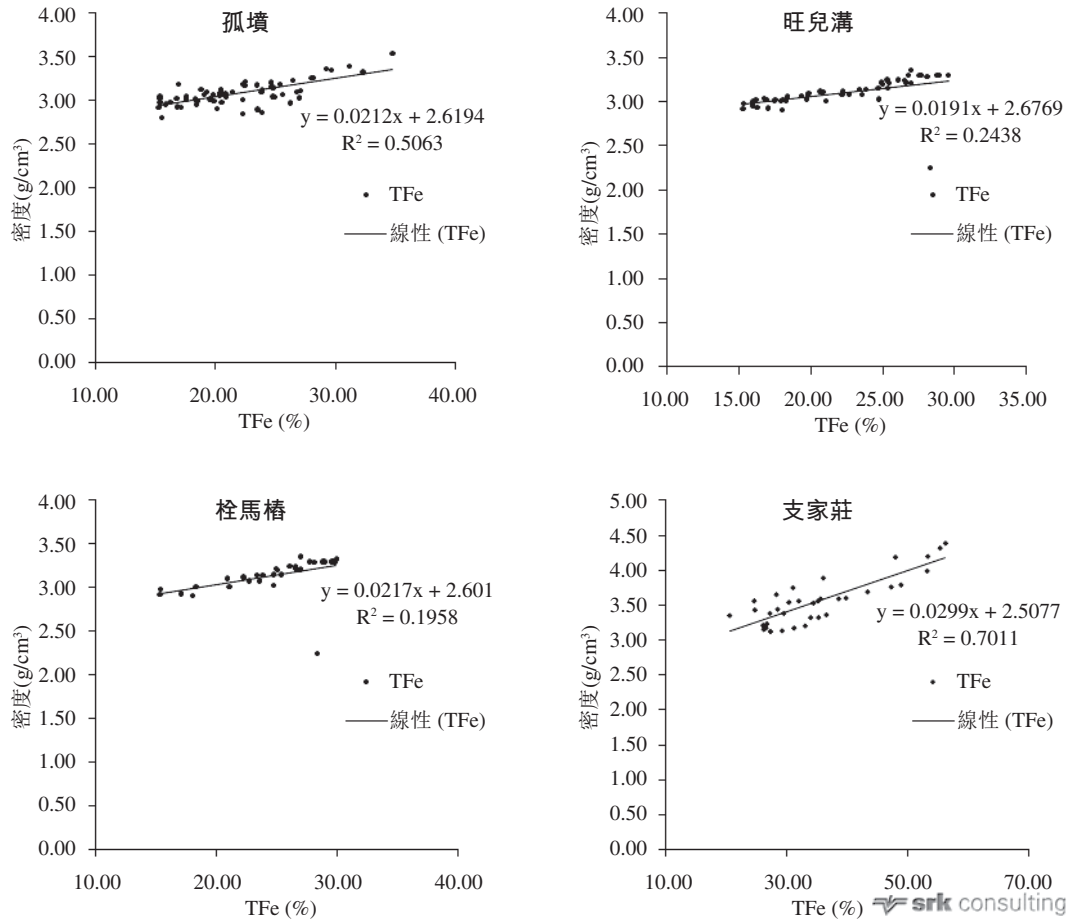 孤墳
4.00
3.50
3.00
2.50
2.00
1.50
1.00
0.50
0.00
密度(g/cm³)
y = 0.0212x + 2.6194
R² = 0.5063
TFe
線性 (TFe)
10.00 20.00 30.00 40.00
TFe (%)
旺兒溝
4.00
3.50
3.00
2.50
2.00
1.50
1.00
0.50
0.00
密度(g/cm³)
y = 0.0191x + 2.6769
R² = 0.2438
TFe
線性 (TFe)
10.00 15.00 20.00 25.00 30.00 35.00
TFe (%)
栓馬樁
4.00
3.50
3.00
2.50
2.00
1.50
1.00
0.50
0.00
密度(g/cm³)
y = 0.0217x + 2.601
R² = 0.1958
TFe
線性 (TFe)
10.00 20.00 30.00 40.00
TFe (%)
支家莊
5.00
4.50
4.00
3.50
3.00
2.50
2.00
1.50
1.00
0.50
0.00
密度(g/cm³)
y = 0.0299x + 2.5077
R² = 0.7011
TFe
線性 (TFe)
10.00 30.00 50.00 70.00
TFe (%)
srk consulting